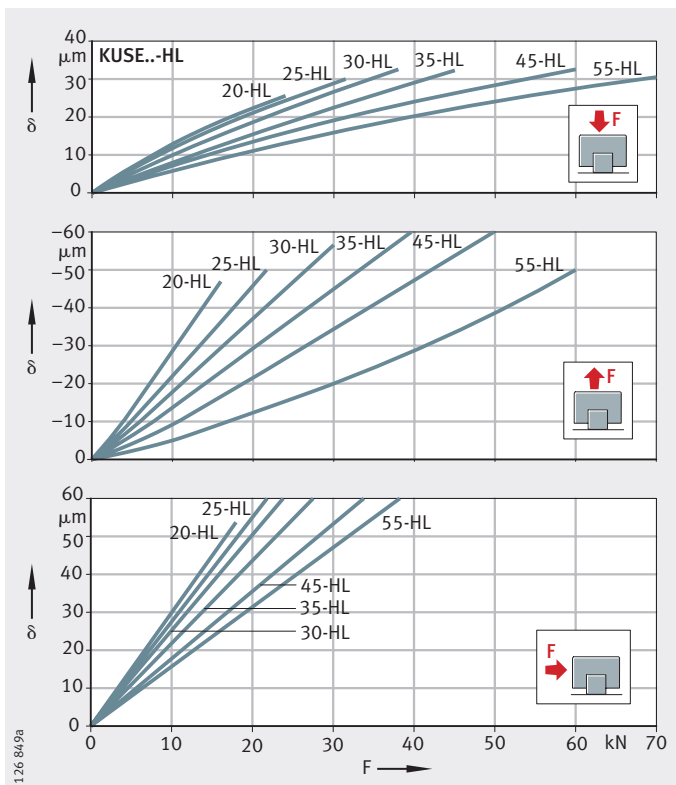 40
μm
KUSE..-HL
20-HL
25-HL
30-HL
35-HL
45-HL
55-HL
30
20
10
0
δ
F
−60
μm
−50
−40
−30
−20
−10
0
δ
20-HL
25-HL
30-HL
35-HL
45-HL
55-HL
F
60
μm
50
40
30
20
10
0
δ
25-HL
20-HL
55-HL
45-HL
35-HL
30-HL
F
0 10 20 30 40 50 60 kN 70
F
126 849a